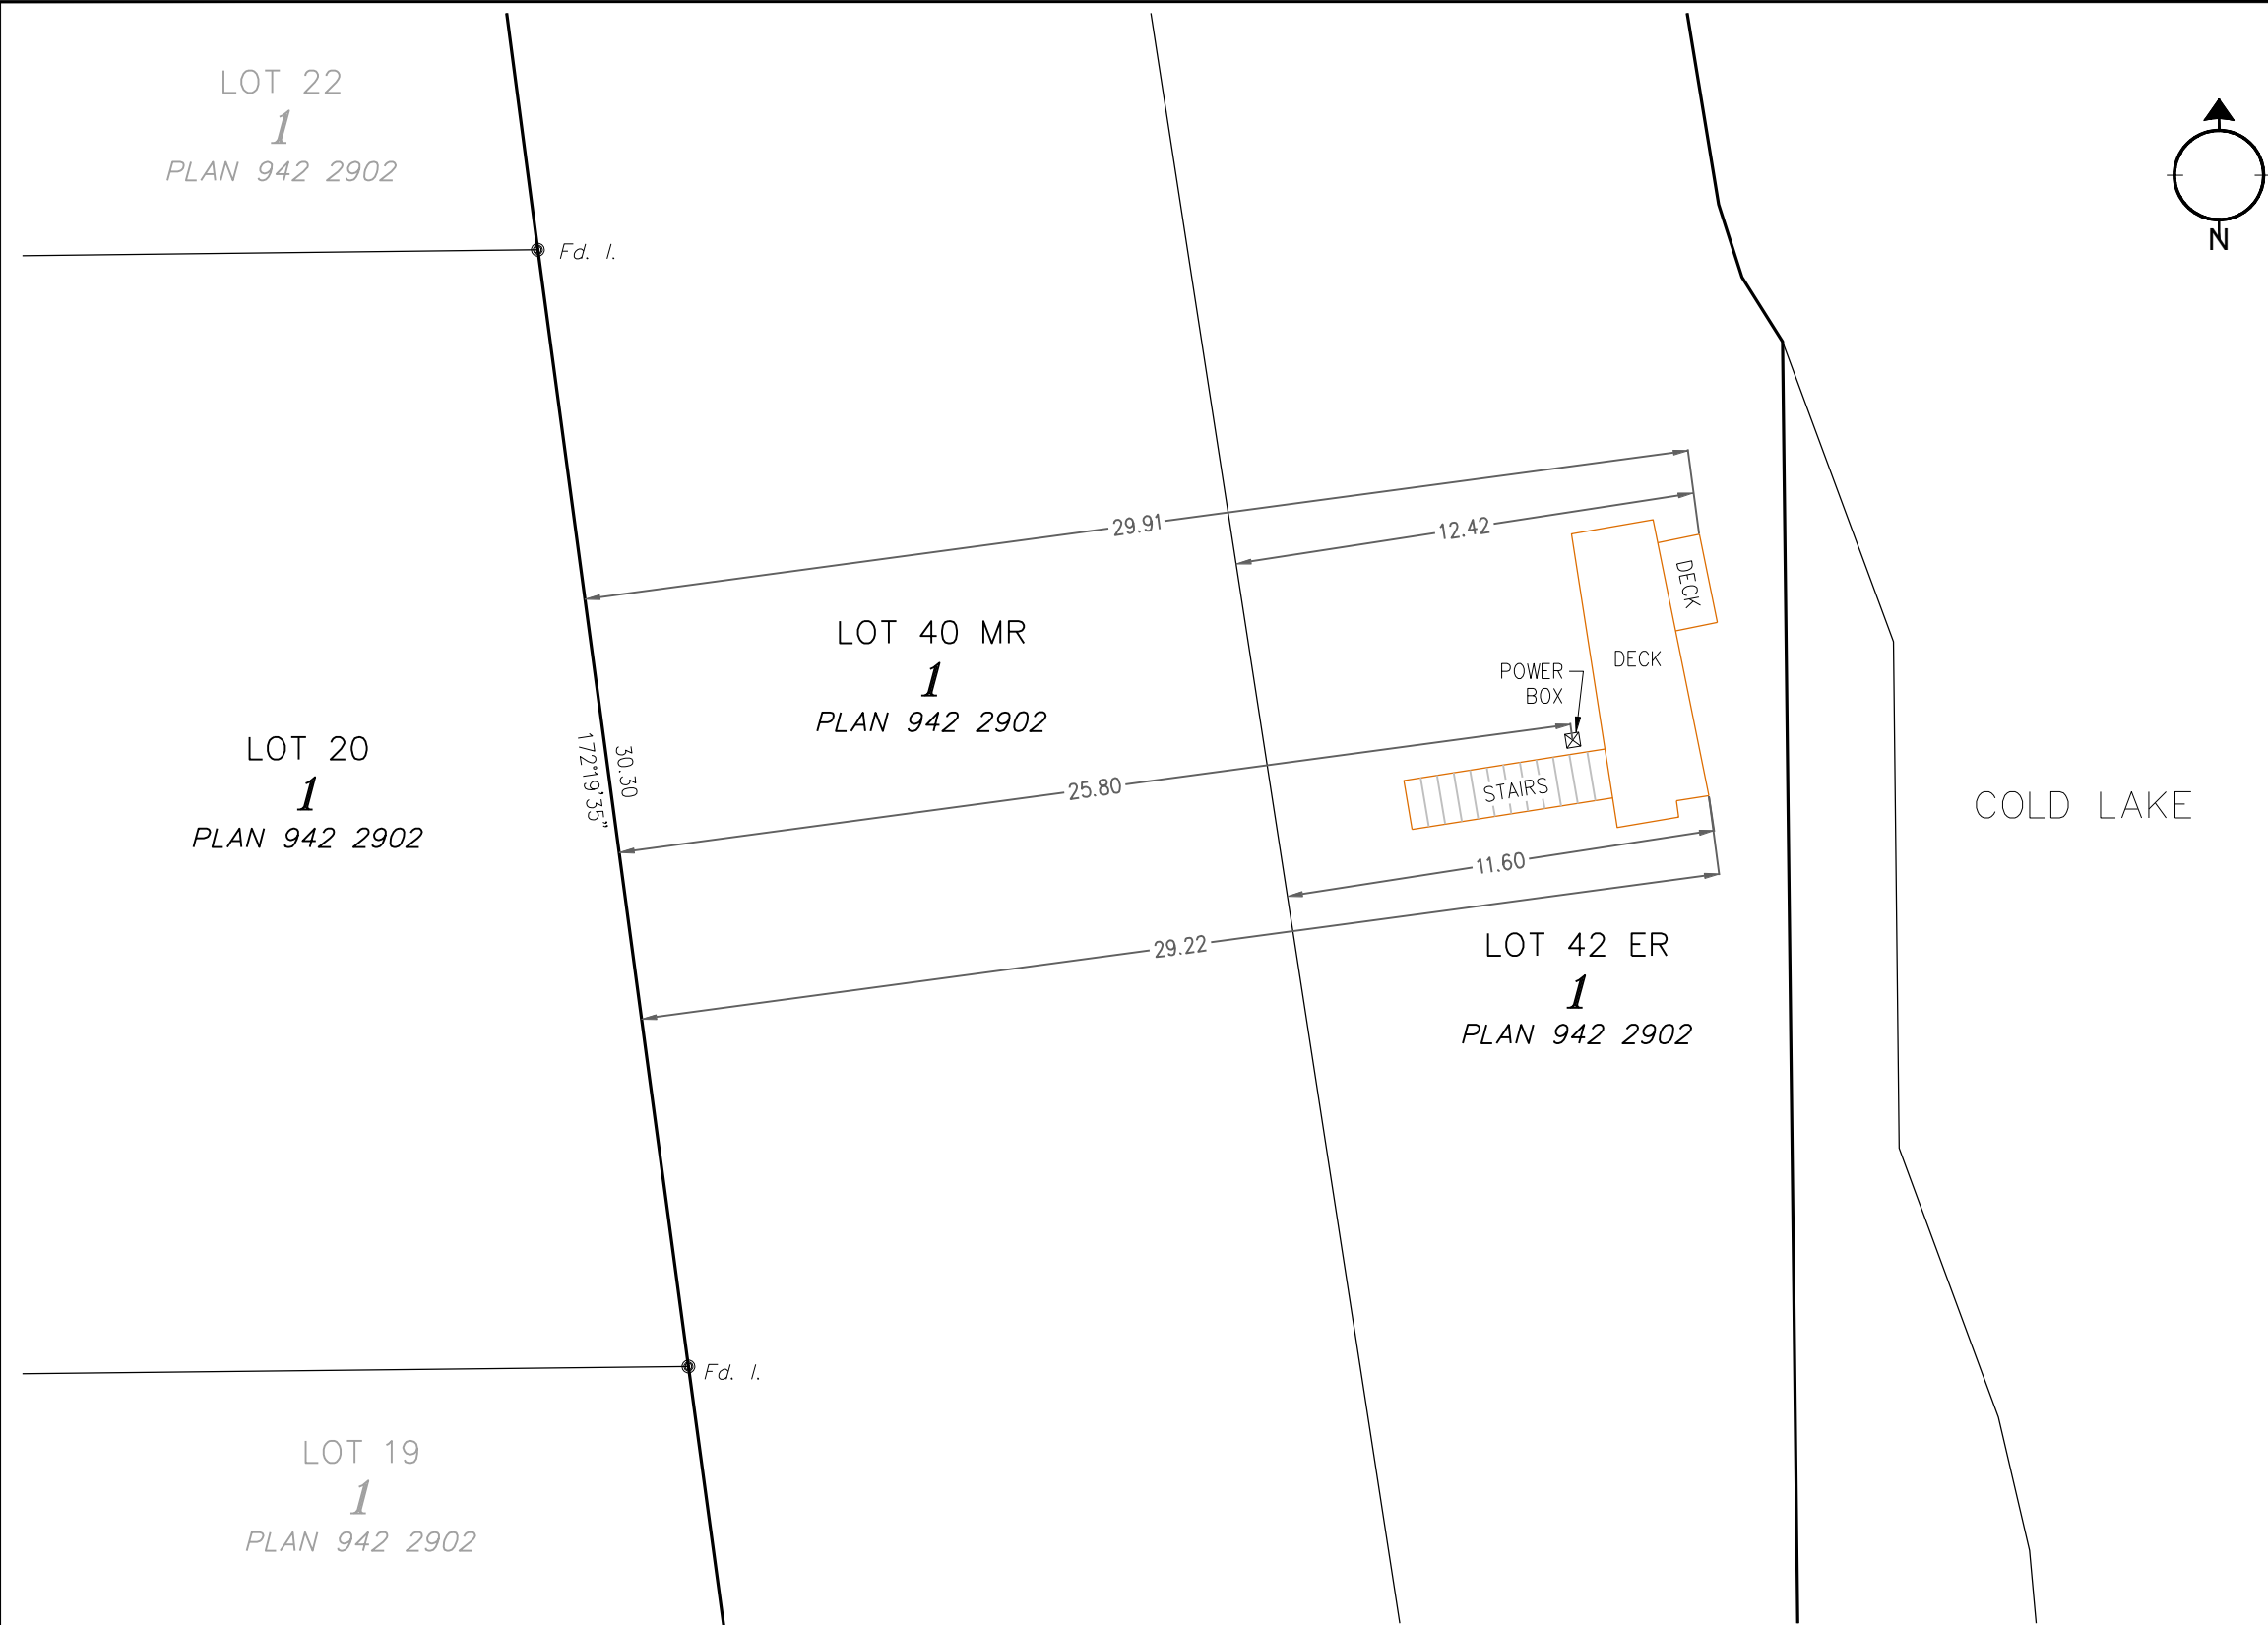 LOT 22
1
PLAN 942 2902
N
Fd. I.
29.91
12.42
DECK
LOT 40 MR
1
PLAN 942 2902
DECK
POWER
BOX
LOT 20
1
PLAN 942 2902
30.30
172°19'35"
25.80
STAIRS
COLD LAKE
11.60
29.22
LOT 42 ER
1
PLAN 942 2902
Fd. I.
LOT 19
1
PLAN 942 2902